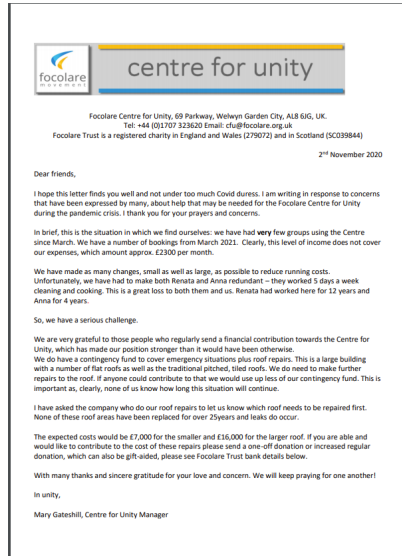 focolare
movement
centre for unity
Focolare Centre for Unity, 69 Parkway, Welwyn Garden City, AL8 6JG, UK.
Tel: +44 (0)1707 323620 Email: cfu@focolare.org.uk
Focolare Trust is a registered charity in England and Wales (279072) and in Scotland (SC039844)
2nd November 2020
Dear friends,
I hope this letter finds you well and not under too much Covid duress. I am writing in response to concerns
that have been expressed by many, about help that may be needed for the Focolare Centre for Unity
during the pandemic crisis. I thank you for your prayers and concerns.
In brief, this is the situation in which we find ourselves: we have had very few groups using the Centre
since March. We have a number of bookings from March 2021.  Clearly, this level of income does not cover
our expenses, which amount approx. £2300 per month.
We have made as many changes, small as well as large, as possible to reduce running costs.
Unfortunately, we have had to make both Renata and Anna redundant – they worked 5 days a week
cleaning and cooking. This is a great loss to both them and us. Renata had worked here for 12 years and
Anna for 4 years.
So, we have a serious challenge.
We are very grateful to those people who regularly send a financial contribution towards the Centre for
Unity, which has made our position stronger than it would have been otherwise.
We do have a contingency fund to cover emergency situations plus roof repairs. This is a large building
with a number of flat roofs as well as the traditional pitched, tiled roofs. We do need to make further
repairs to the roof. If anyone could contribute to that we would use up less of our contingency fund. This is
important as, clearly, none of us know how long this situation will continue.
I have asked the company who do our roof repairs to let us know which roof needs to be repaired first.
None of these roof areas have been replaced for over 25years and leaks do occur.
The expected costs would be £7,000 for the smaller and £16,000 for the larger roof. If you are able and
would like to contribute to the cost of these repairs please send a one-off donation or increased regular
donation, which can also be gift-aided, please see Focolare Trust bank details below.
With many thanks and sincere gratitude for your love and concern. We will keep praying for one another!
In unity,
Mary Gateshill, Centre for Unity Manager